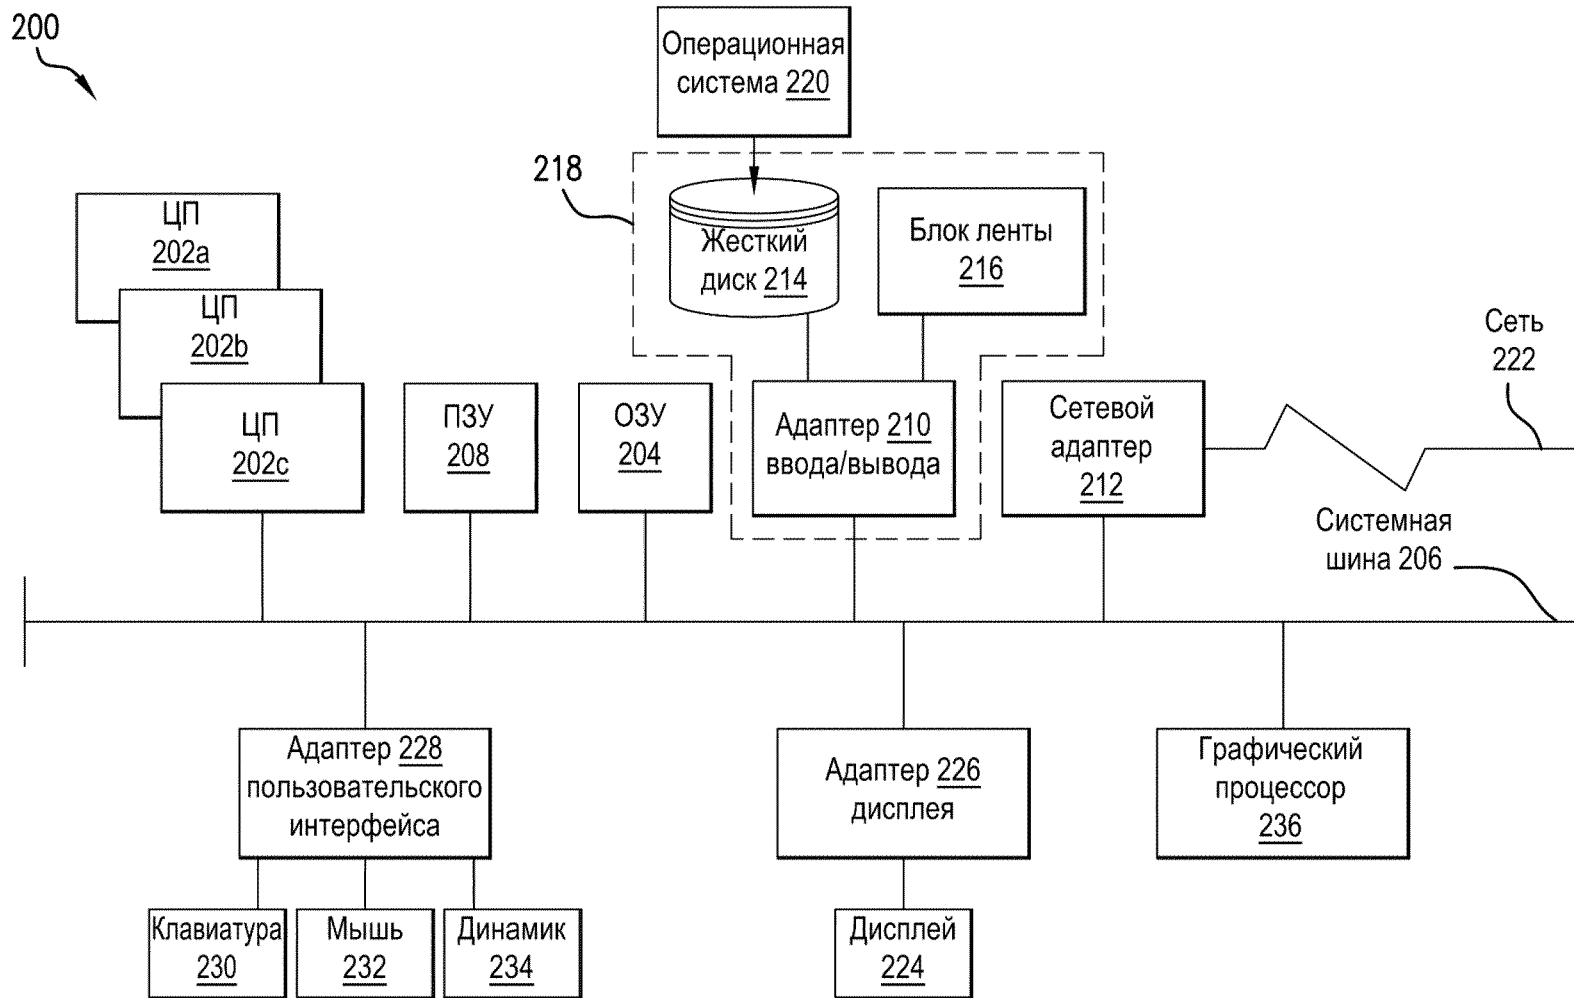 200
Операционная
система 220
218
ЦП
202a
ЦП
202b
ЦП
202c
ПЗУ
208
ОЗУ
204
Жесткий
диск 214
Блок ленты
216
Адаптер 210
ввода/вывода
Сетевой
адаптер
212
Сеть
222
Системная
шина 206
Адаптер 228
пользовательского
интерфейса
Адаптер 226
дисплея
Графический
процессор
236
Клавиатура
230
Мышь
232
Динамик
234
Дисплей
224